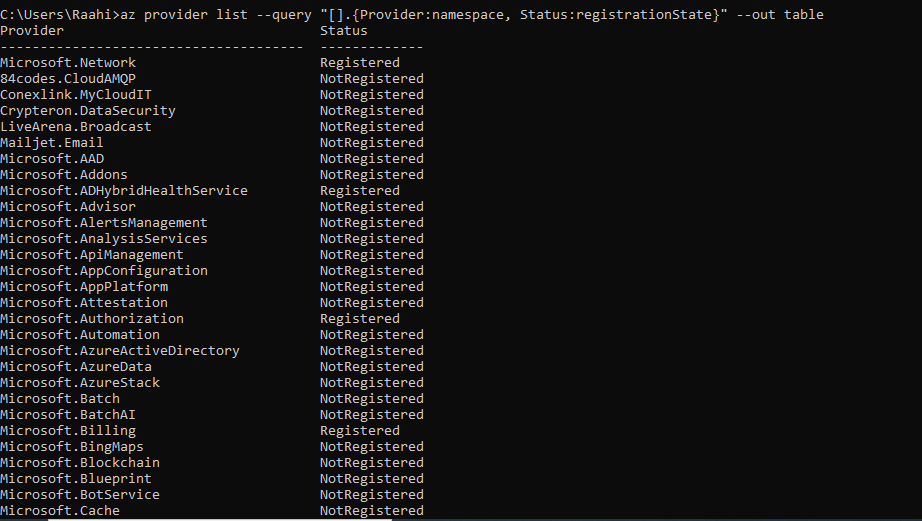 C:\Users\Raahi>az provider list --query "[].{Provider:namespace, Status:registrationState}" --out table
Provider                                Status
--------------------------------------  -------------
Microsoft.Network                       Registered
84codes.CloudAMQP                       NotRegistered
Conexlink.MyCloudIT                     NotRegistered
Crypteron.DataSecurity                  NotRegistered
LiveArena.Broadcast                     NotRegistered
Mailjet.Email                           NotRegistered
Microsoft.AAD                           NotRegistered
Microsoft.Addons                        NotRegistered
Microsoft.ADHybridHealthService         Registered
Microsoft.Advisor                       NotRegistered
Microsoft.AlertsManagement              NotRegistered
Microsoft.AnalysisServices              NotRegistered
Microsoft.ApiManagement                 NotRegistered
Microsoft.AppConfiguration              NotRegistered
Microsoft.AppPlatform                   NotRegistered
Microsoft.Attestation                   NotRegistered
Microsoft.Authorization                 Registered
Microsoft.Automation                    NotRegistered
Microsoft.AzureActiveDirectory          NotRegistered
Microsoft.AzureData                     NotRegistered
Microsoft.AzureStack                    NotRegistered
Microsoft.Batch                         NotRegistered
Microsoft.BatchAI                       NotRegistered
Microsoft.Billing                       Registered
Microsoft.BingMaps                      NotRegistered
Microsoft.Blockchain                    NotRegistered
Microsoft.Blueprint                     NotRegistered
Microsoft.BotService                    NotRegistered
Microsoft.Cache                         NotRegistered